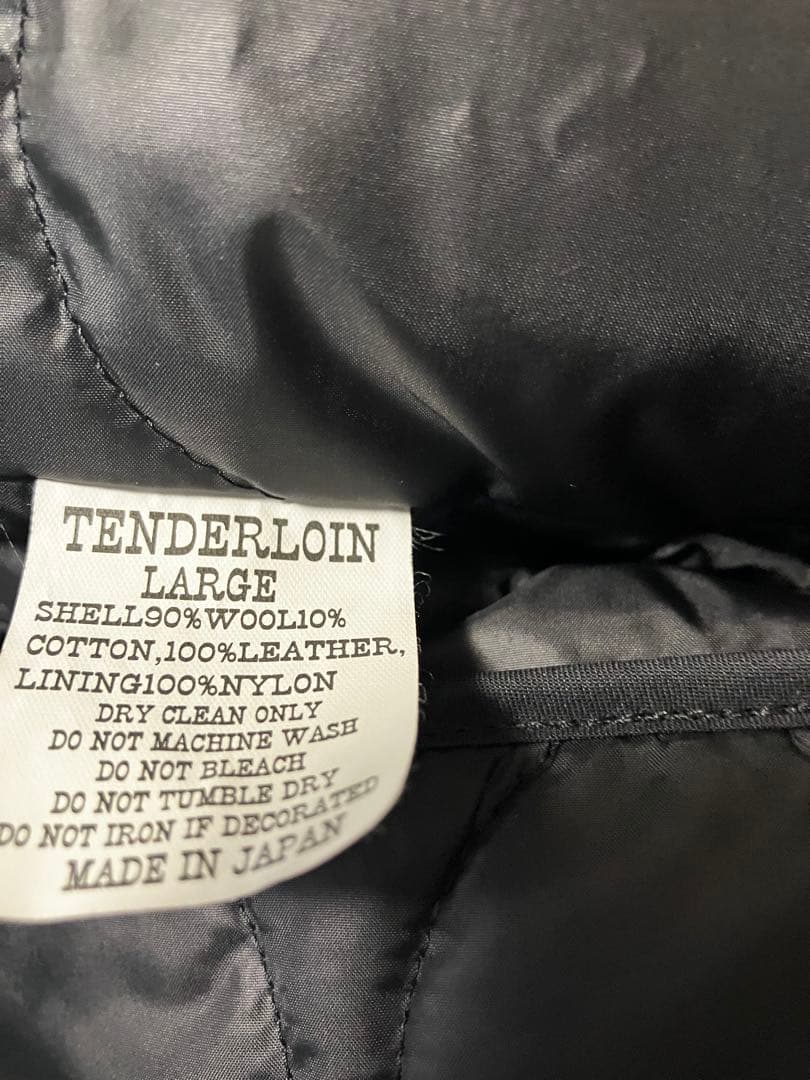 TENDERLOIN
LARGE
SHELL90%WOOL10%
COTTON,100%LEATHER,
LINING100%NYLON
DRY CLEAN ONLY
DO NOT MACHINE WASH
DO NOT BLEACH
DO NOT TUMBLE DRY
DO NOT IRON IF DECORATED
MADE IN JAPAN